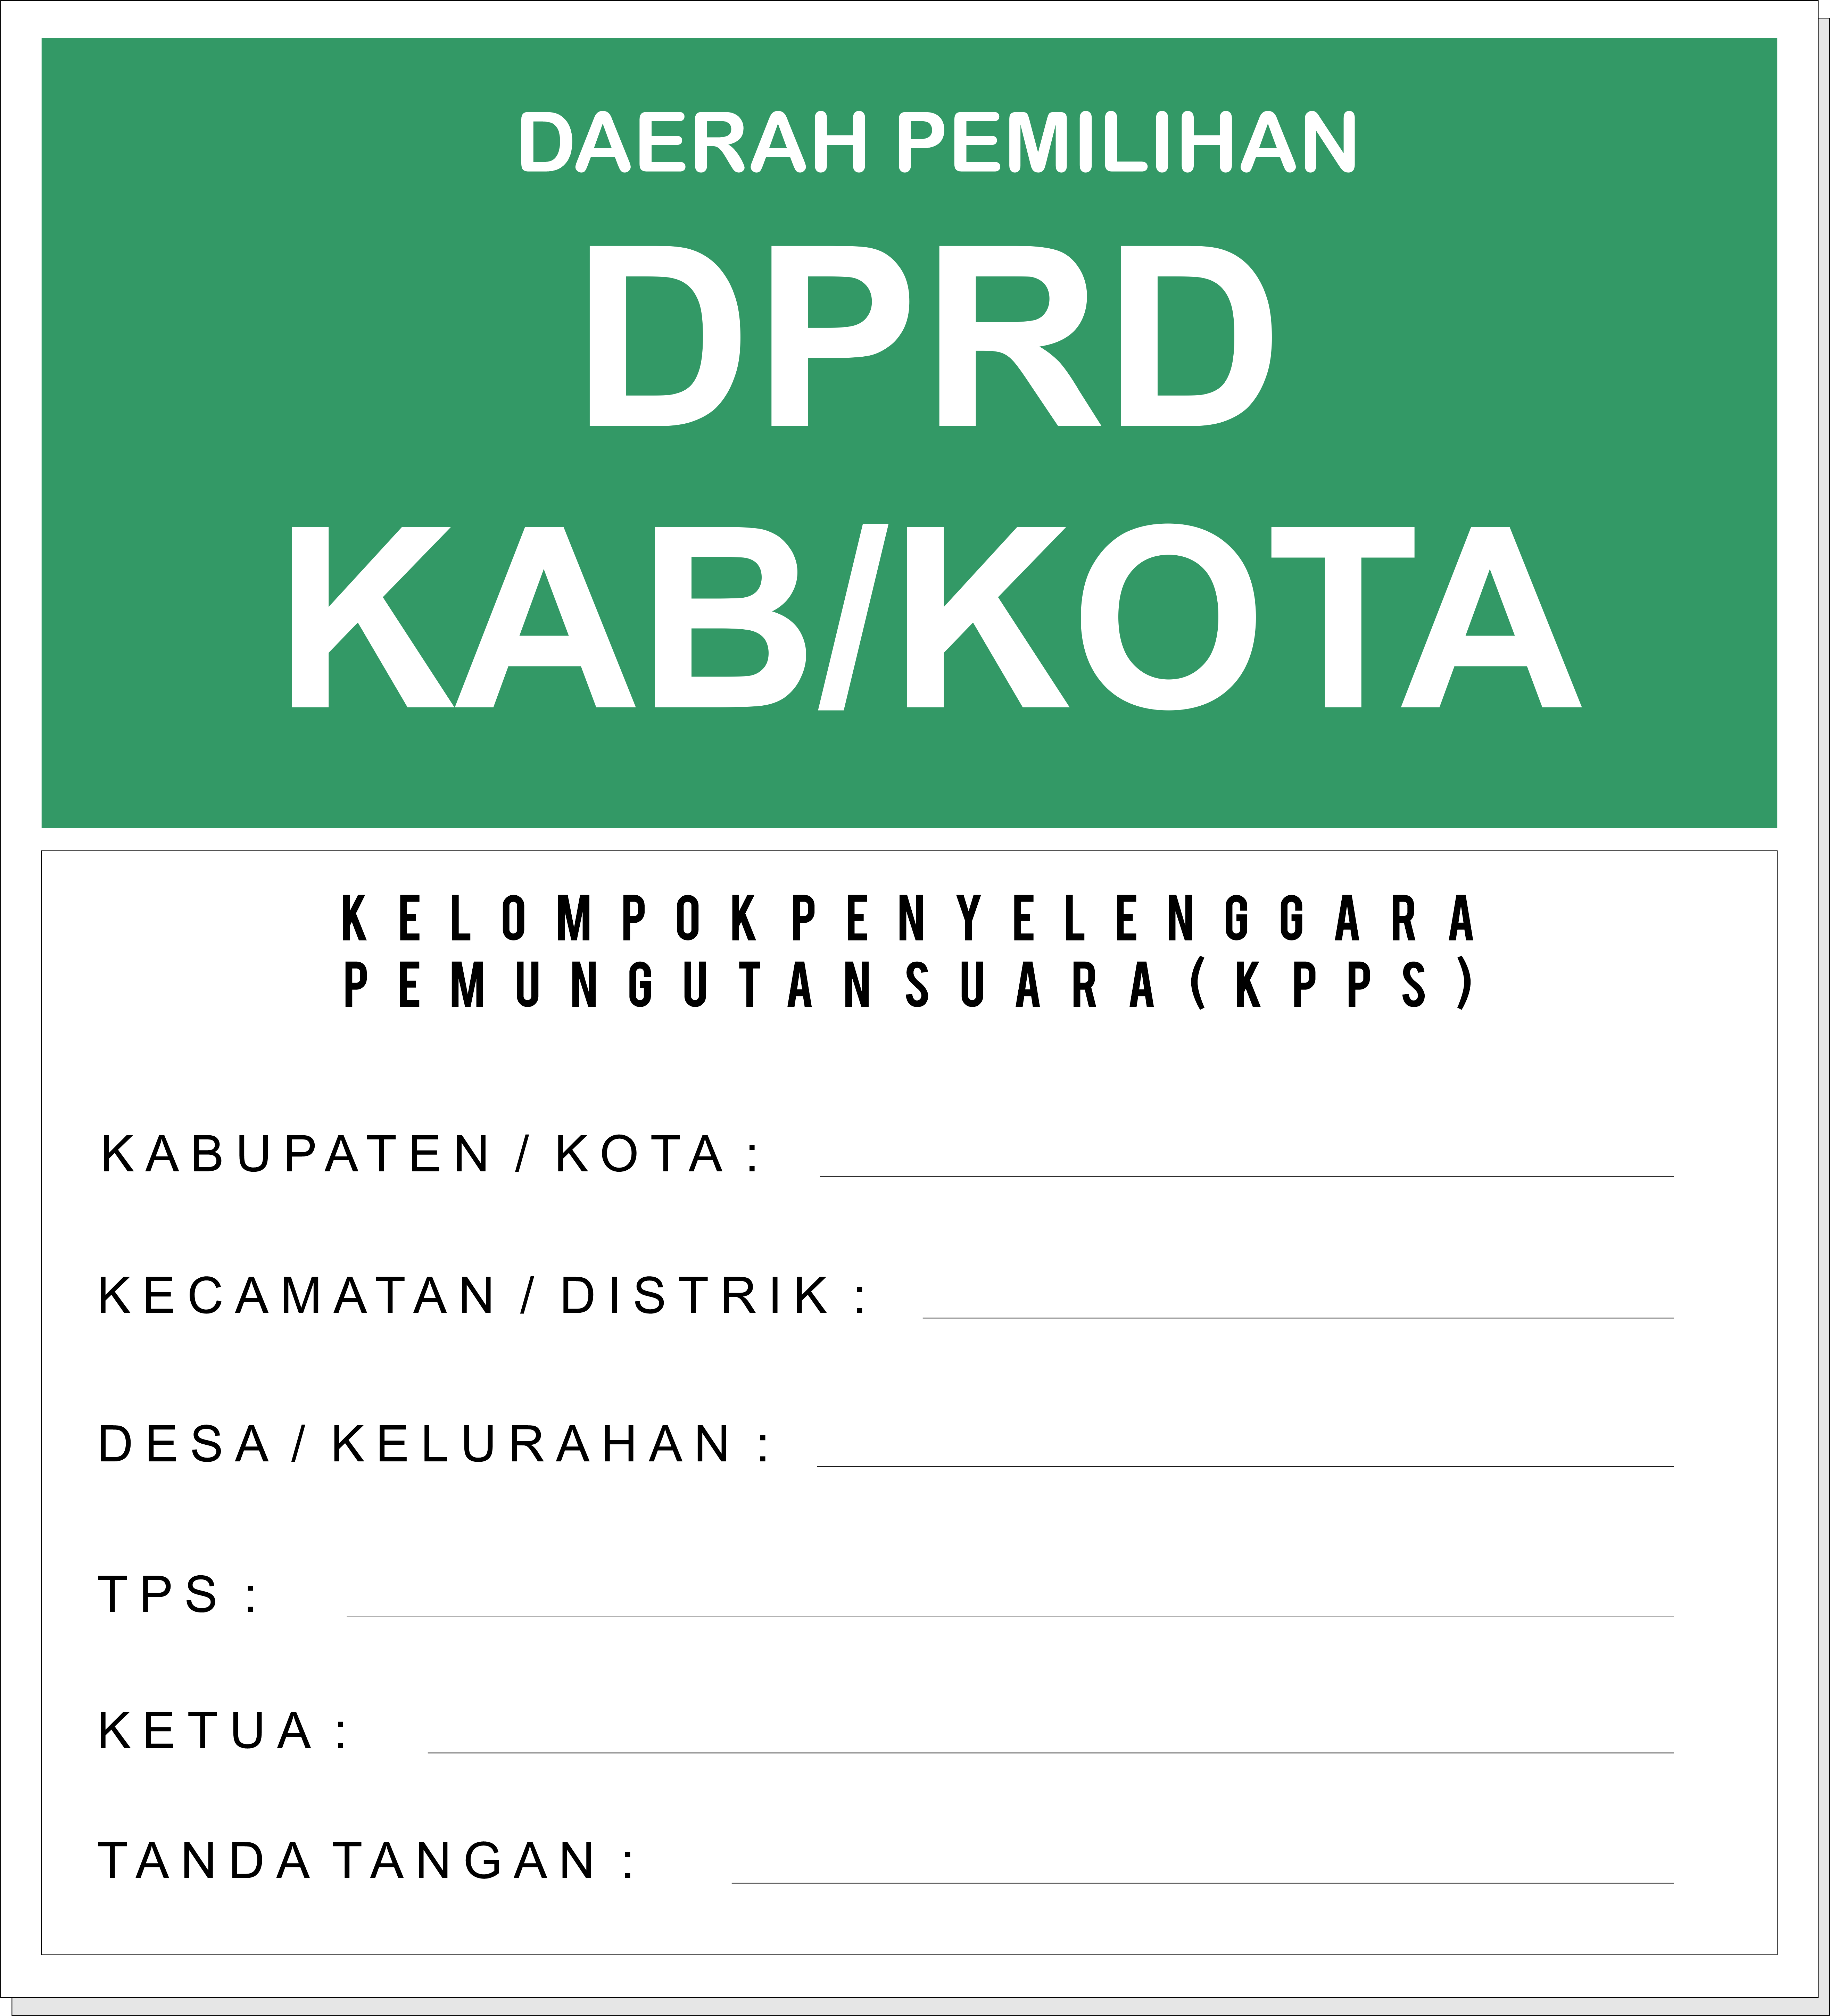 DAERAH PEMILIHAN
DPRD
KAB/KOTA
KELOMPOK PENYELENGGARA
PEMUNGUTAN SUARA (KPPS)
KABUPATEN / KOTA :
KECAMATAN / DISTRIK :
DESA / KELURAHAN :
TPS :
KETUA :
TANDA TANGAN :